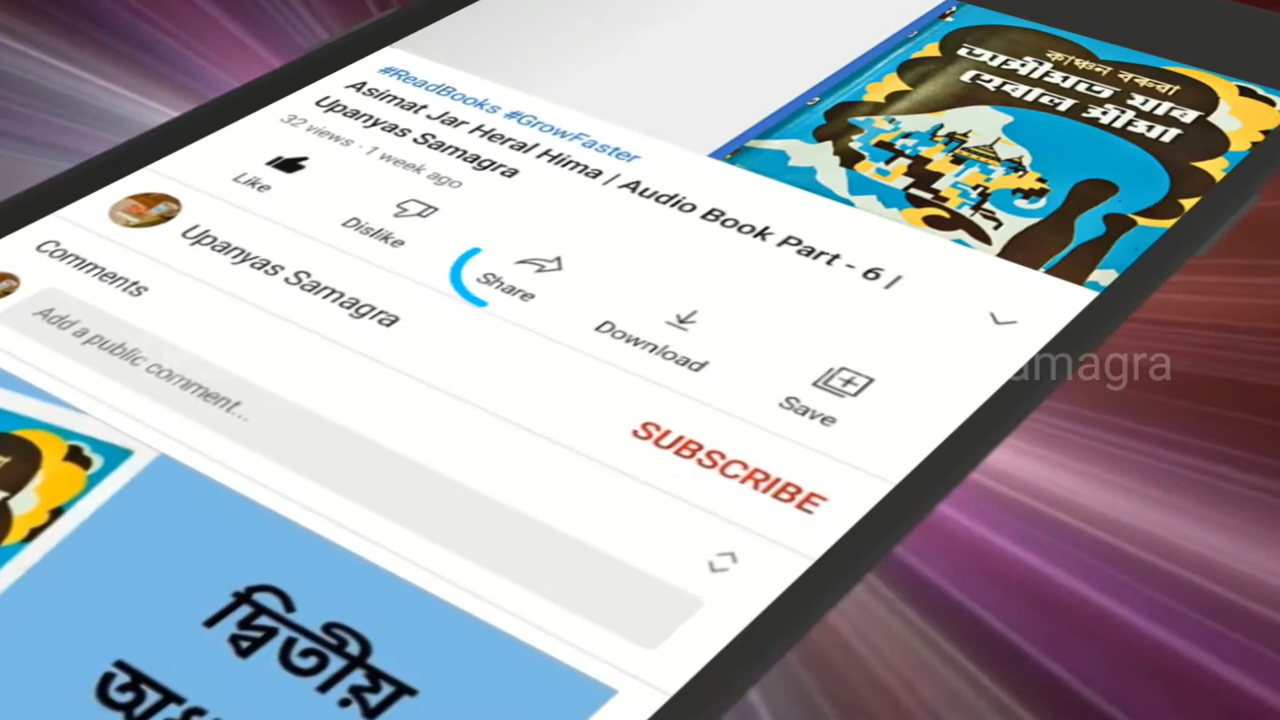 কাঞ্চন বৰুৱা
অসীমত যাৰ
হেৰাল সীমা
#ReadBooks #GrowFaster
Asimat Jar Heral Hima | Audio Book Part - 6 |
Upanyas Samagra
32 views · 1 week ago
Like
Dislike
Share
Download
Save
Upanyas Samagra
SUBSCRIBE
Comments
Add a public comment...
amagra
দ্বিতীয়